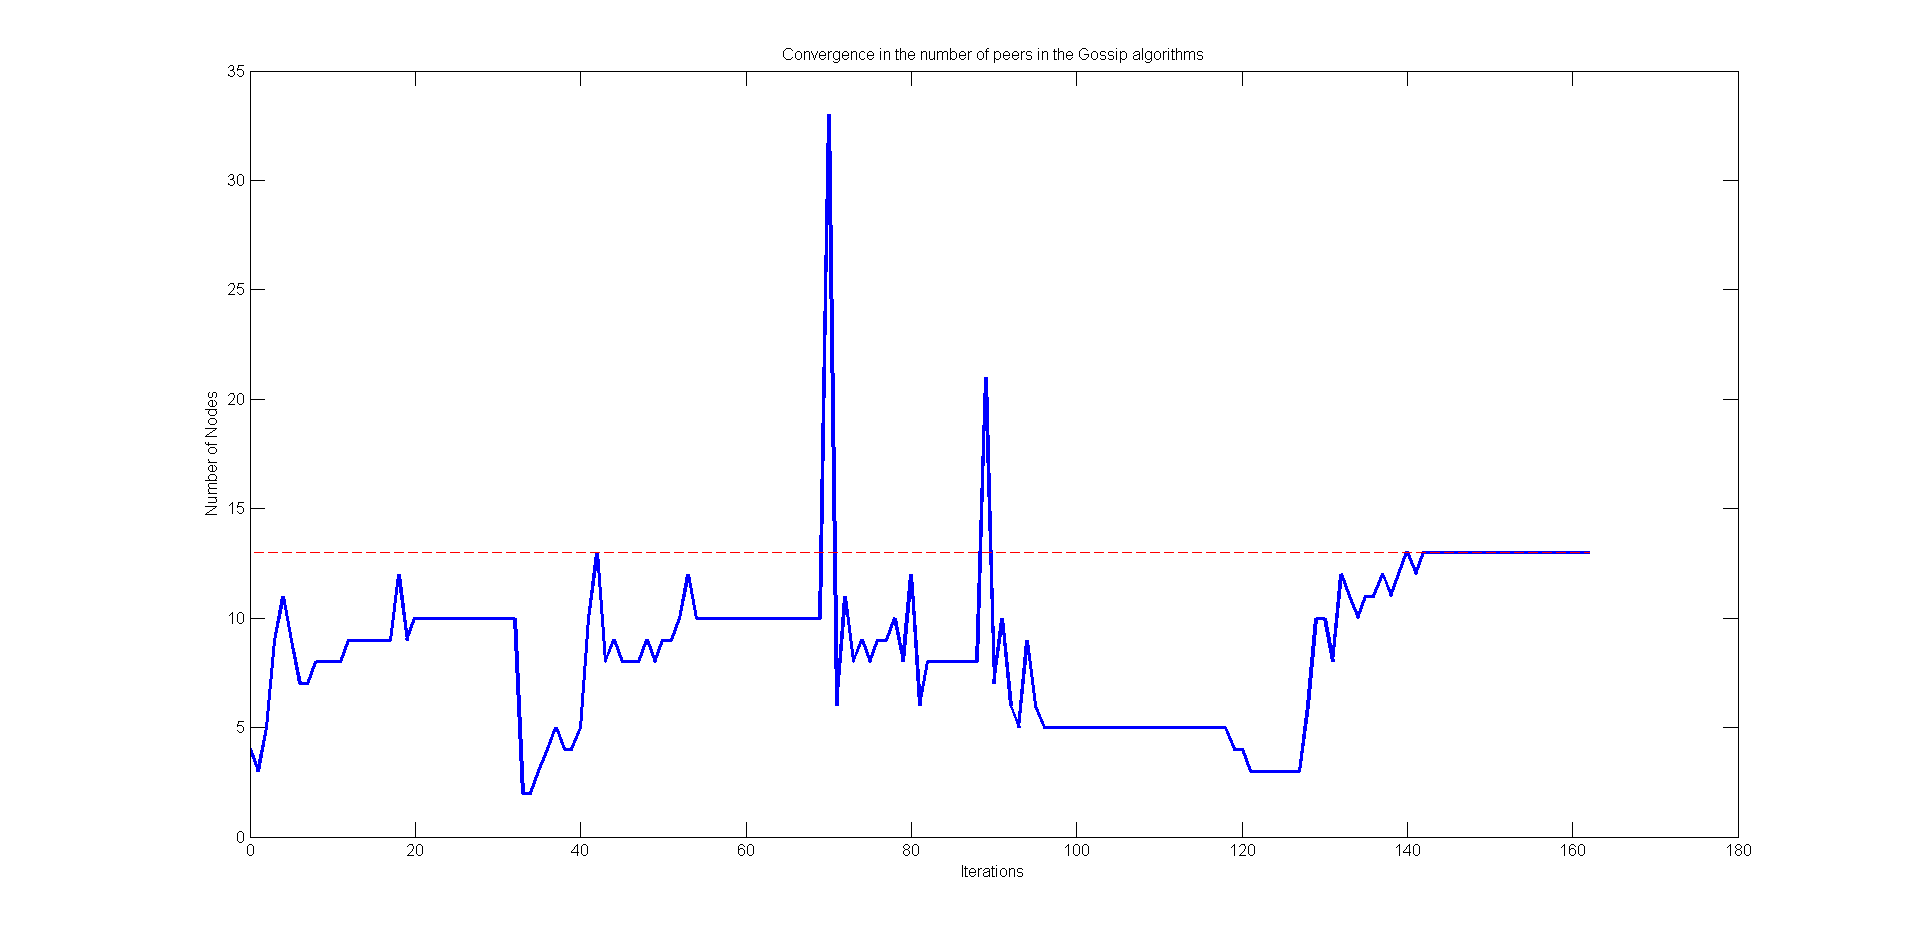 Convergence in the number of peers in the Gossip algorithms
35
30
25
20
15
10
5
0
Number of Nodes
0 20 40 60 80 100 120 140 160 180
Iterations